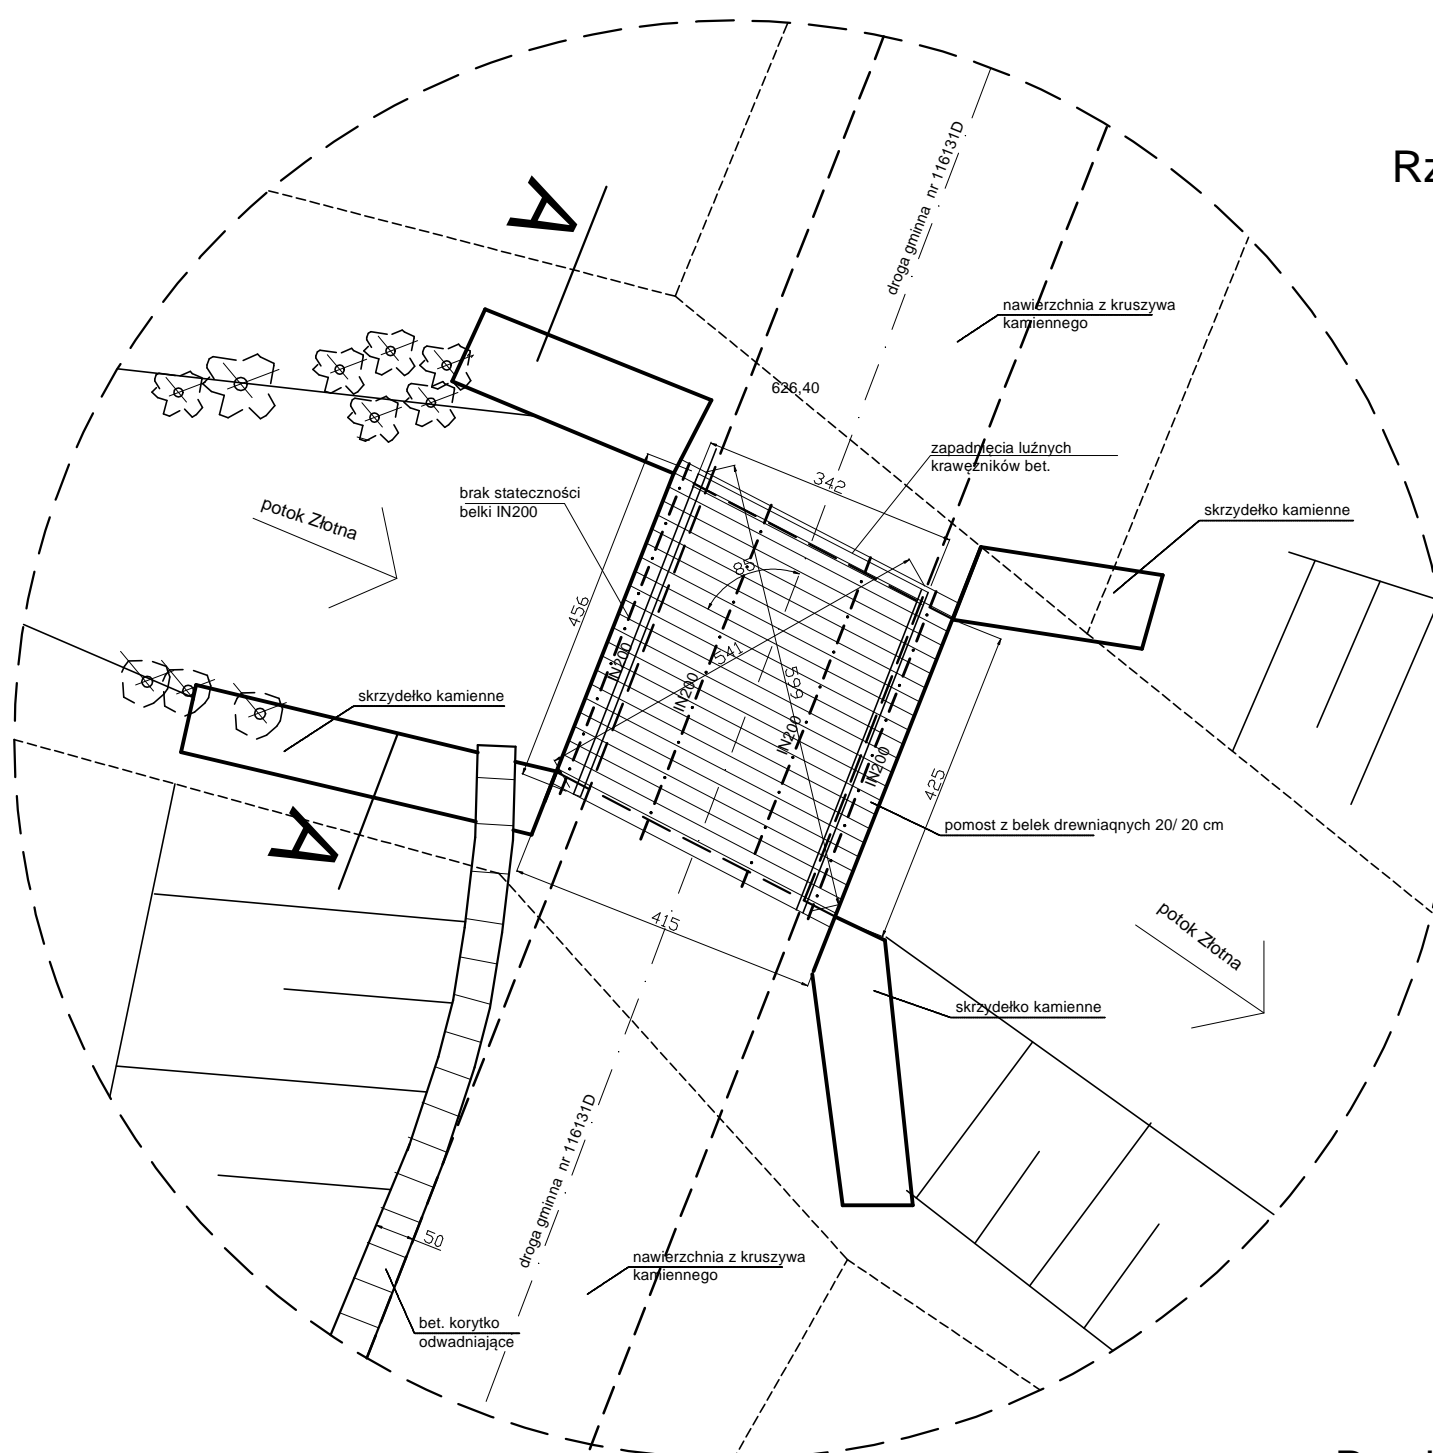 Rz
A
droga gminna nr 116131D
nawierzchnia z kruszywa
kamiennego
626,40
zapadnięcia luźnych
krawężników bet.
342
brak stateczności
belki IN200
potok Złotna
skrzydełko kamienne
85
456
541
599
IN200
IN200
IN200
IN200
skrzydełko kamienne
425
pomost z belek drewniaqnych 20/ 20 cm
A
415
potok Złotna
skrzydełko kamienne
droga gminna nr 116131D
50
nawierzchnia z kruszywa
kamiennego
bet. korytko
odwadniające